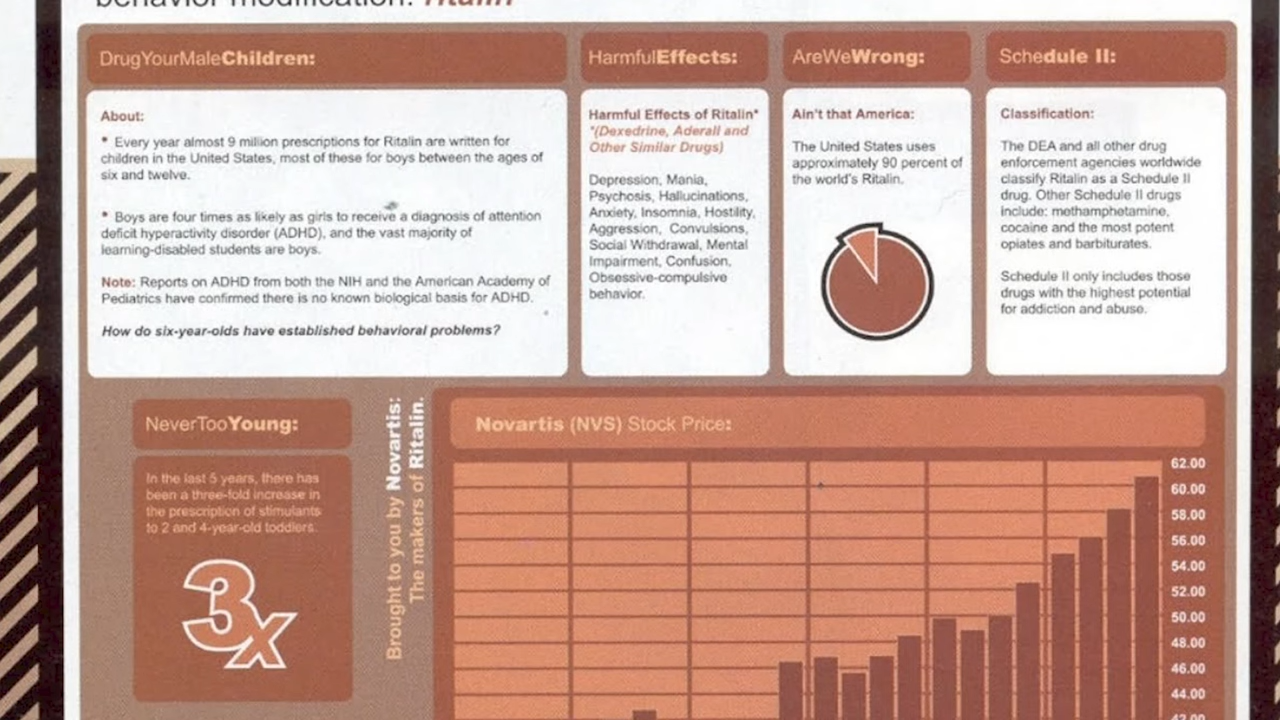 behavior modification: ritalin
DrugYourMaleChildren:
About:
* Every year almost 9 million prescriptions for Ritalin are written for
children in the United States, most of these for boys between the ages of
six and twelve.
* Boys are four times as likely as girls to receive a diagnosis of attention
deficit hyperactivity disorder (ADHD), and the vast majority of
learning-disabled students are boys.
Note: Reports on ADHD from both the NIH and the American Academy of
Pediatrics have confirmed there is no known biological basis for ADHD.
How do six-year-olds have established behavioral problems?
HarmfulEffects:
Harmful Effects of Ritalin*
*(Dexedrine, Aderall and
Other Similar Drugs)
Depression, Mania,
Psychosis, Hallucinations,
Anxiety, Insomnia, Hostility,
Aggression, Convulsions,
Social Withdrawal, Mental
Impairment, Confusion,
Obsessive-compulsive
behavior.
AreWeWrong:
Ain't that America:
The United States uses
approximately 90 percent of
the world's Ritalin.
Schedule II:
Classification:
The DEA and all other drug
enforcement agencies worldwide
classify Ritalin as a Schedule II
drug. Other Schedule II drugs
include: methamphetamine,
cocaine and the most potent
opiates and barbiturates.
Schedule II only includes those
drugs with the highest potential
for addiction and abuse.
NeverTooYoung:
In the last 5 years, there has
been a three-fold increase in
the prescription of stimulants
to 2 and 4-year-old toddlers.
3x
Brought to you by Novartis:
The makers of Ritalin.
Novartis (NVS) Stock Price:
62.00
60.00
58.00
56.00
54.00
52.00
50.00
48.00
46.00
44.00
42.00